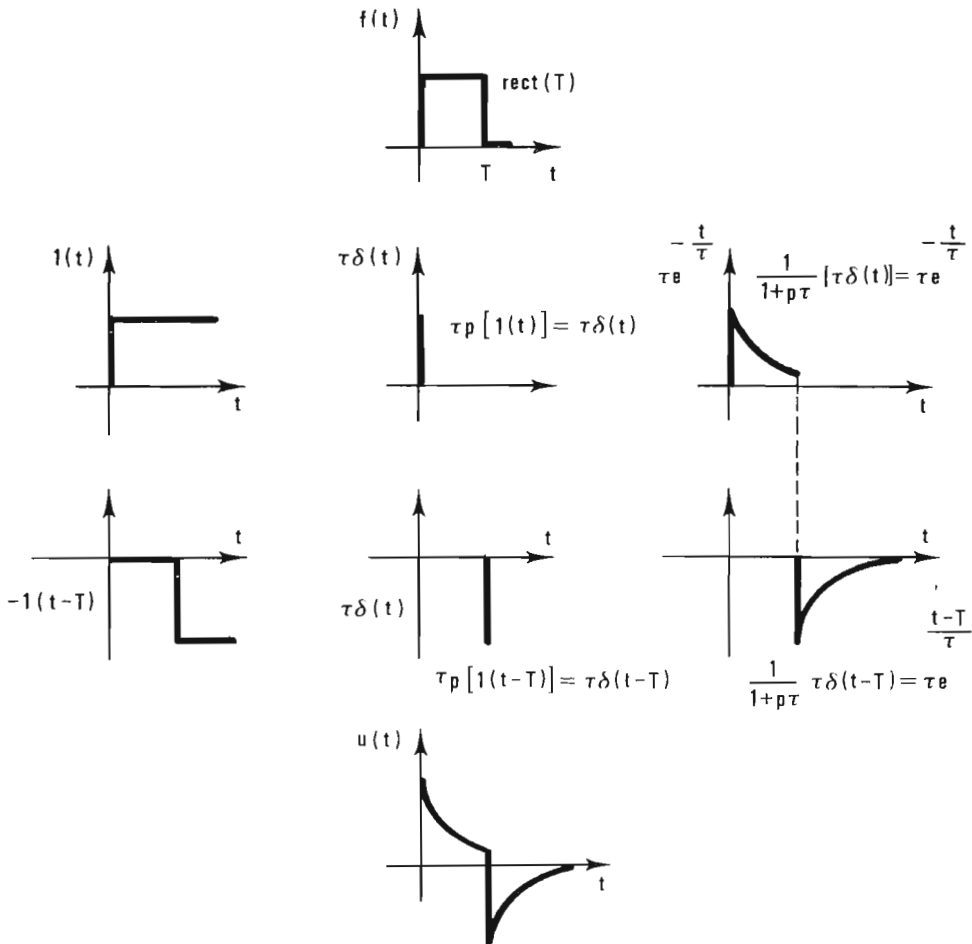 f(t)
rect(T)
T
t
1(t)
t
τδ(t)
τp[1(t)] = τδ(t)
τe^{-t/τ}
1/(1+pτ) [τδ(t)] = τe^{-t/τ}
t
-1(t-T)
t
τδ(t)
t
τp[1(t-T)] = τδ(t-T)
t
1/(1+pτ) τδ(t-T) = τe^{t-T/τ}
u(t)
t